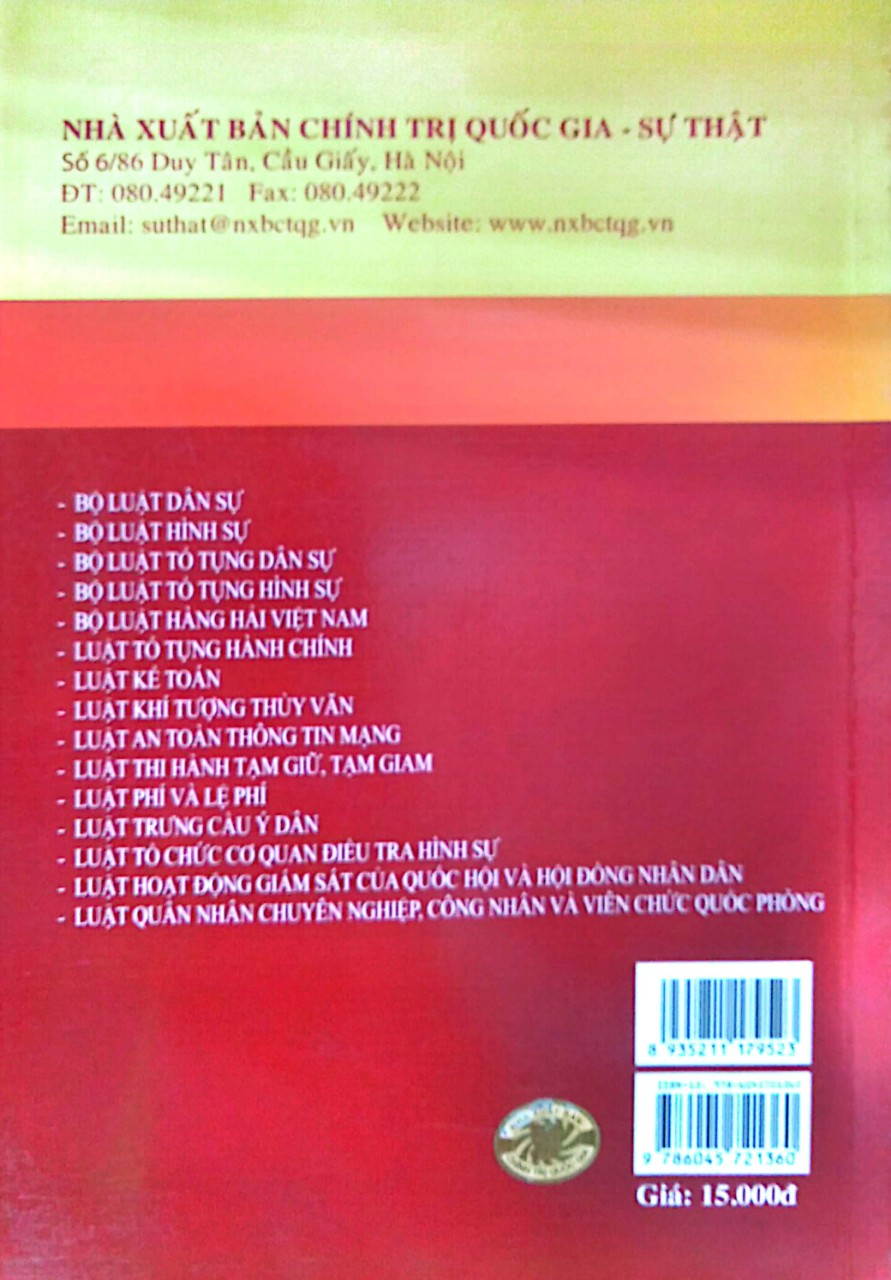 NHÀ XUẤT BẢN CHÍNH TRỊ QUỐC GIA - SỰ THẬT
Số 6/86 Duy Tân, Cầu Giấy, Hà Nội
ĐT: 080.49221 Fax: 080.49222
Email: suthat@nxbctqg.vn Website: www.nxbctqg.vn
- BỘ LUẬT DÂN SỰ
- BỘ LUẬT HÌNH SỰ
- BỘ LUẬT TỐ TỤNG DÂN SỰ
- BỘ LUẬT TỐ TỤNG HÌNH SỰ
- BỘ LUẬT HÀNG HẢI VIỆT NAM
- LUẬT TỐ TỤNG HÀNH CHÍNH
- LUẬT KẾ TOÁN
- LUẬT KHÍ TƯỢNG THỦY VĂN
- LUẬT AN TOÀN THÔNG TIN MẠNG
- LUẬT THI HÀNH TẠM GIỮ, TẠM GIAM
- LUẬT PHÍ VÀ LỆ PHÍ
- LUẬT TRƯNG CẦU Ý DÂN
- LUẬT TỔ CHỨC CƠ QUAN ĐIỀU TRA HÌNH SỰ
- LUẬT HOẠT ĐỘNG GIÁM SÁT CỦA QUỐC HỘI VÀ HỘI ĐỒNG NHÂN DÂN
- LUẬT QUÂN NHÂN CHUYÊN NGHIỆP, CÔNG NHÂN VÀ VIÊN CHỨC QUỐC PHÒNG
8 935211 179523
9 786045 721360
CHÍNH TRỊ QUỐC GIA
Giá: 15.000đ